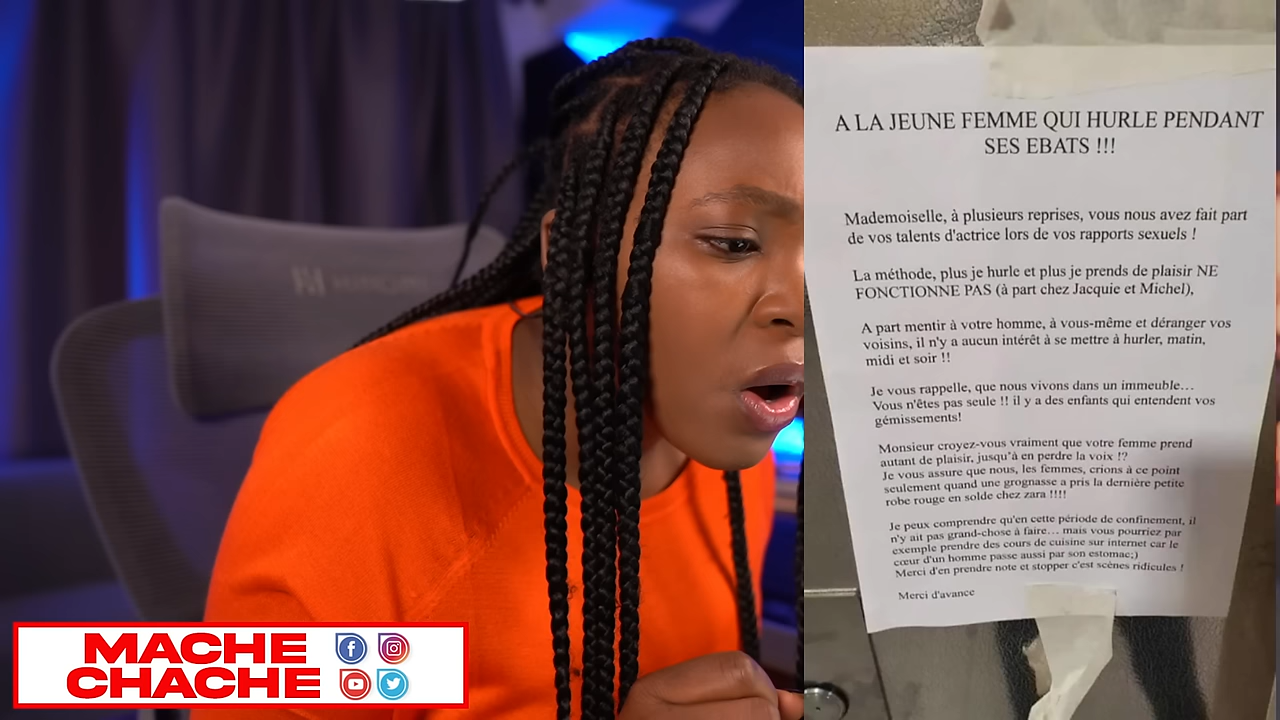 MACHE
CHACHE
A LA JEUNE FEMME QUI HURLE PENDANT
SES EBATS !!!
Mademoiselle, à plusieurs reprises, vous nous avez fait part
de vos talents d'actrice lors de vos rapports sexuels !
La méthode, plus je hurle et plus je prends de plaisir NE
FONCTIONNE PAS (à part chez Jacquie et Michel),
A part mentir à votre homme, à vous-même et déranger vos
voisins, il n'y a aucun intérêt à se mettre à hurler, matin,
midi et soir !!
Je vous rappelle, que nous vivons dans un immeuble…
Vous n'êtes pas seule !! il y a des enfants qui entendent vos
gémissements!
Monsieur croyez-vous vraiment que votre femme prend
autant de plaisir, jusqu'à en perdre la voix !?
Je vous assure que nous, les femmes, crions à ce point
seulement quand une grognasse a pris la dernière petite
robe rouge en solde chez zara !!!!
Je peux comprendre qu'en cette période de confinement, il
n'y ait pas grand-chose à faire… mais vous pourriez par
exemple prendre des cours de cuisine sur internet car le
cœur d'un homme passe aussi par son estomac;)
Merci d'en prendre note et stopper c'est scènes ridicules !
Merci d'avance